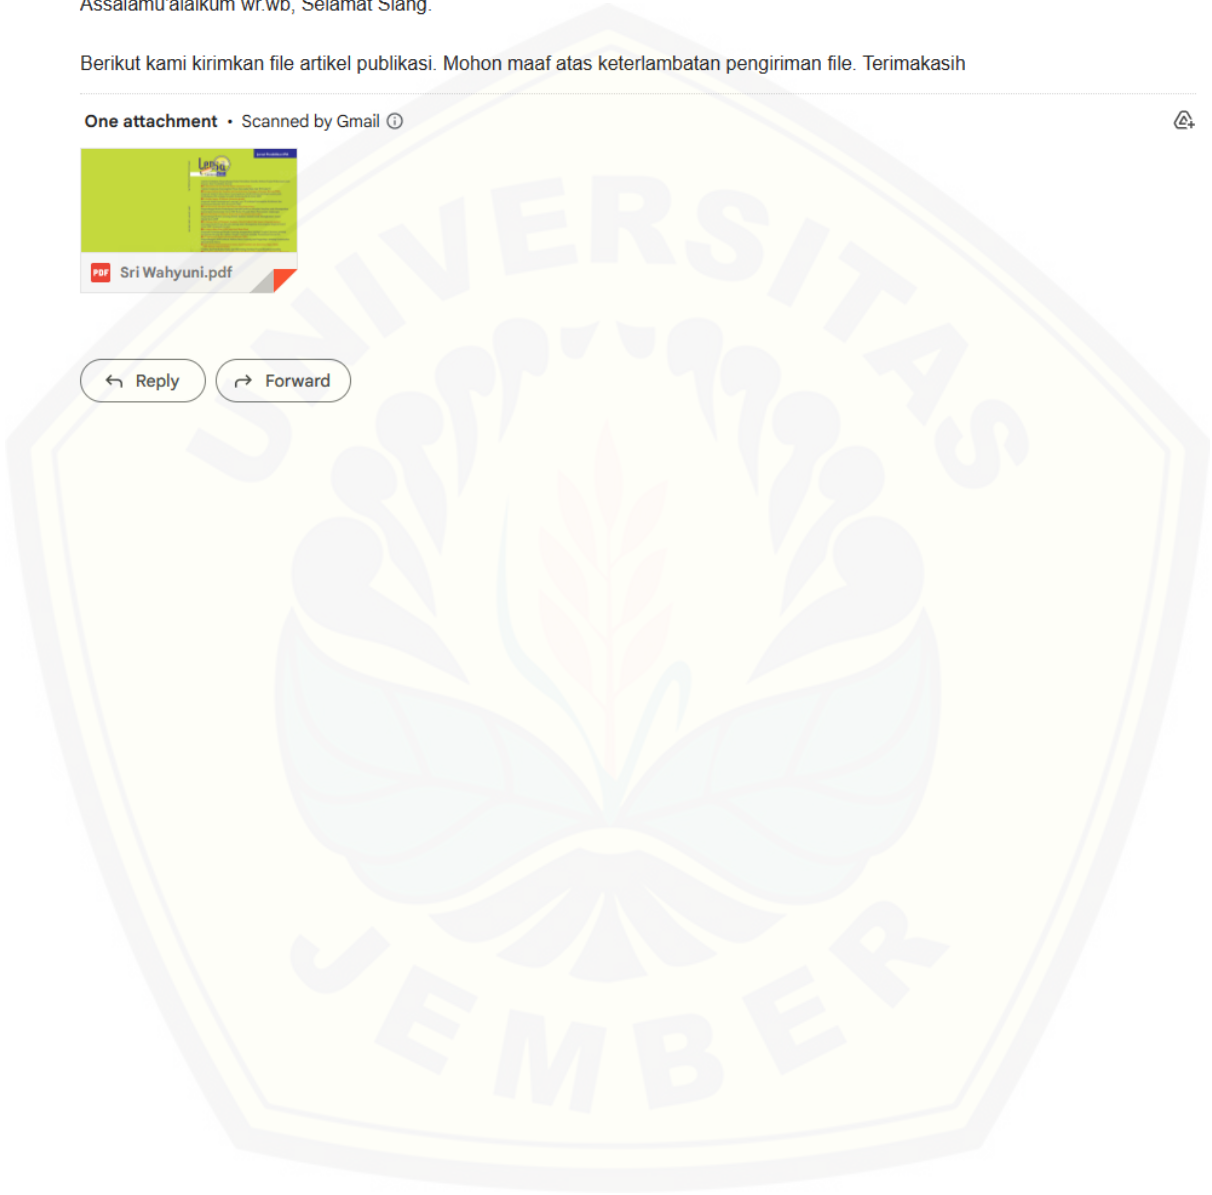 Assalamu'alaikum wr.wb, Selamat Siang.
Berikut kami kirimkan file artikel publikasi. Mohon maaf atas keterlambatan pengiriman file. Terimakasih
One attachment • Scanned by Gmail
PDF Sri Wahyuni.pdf
Reply Forward
UNIVERSITAS
JEMBER